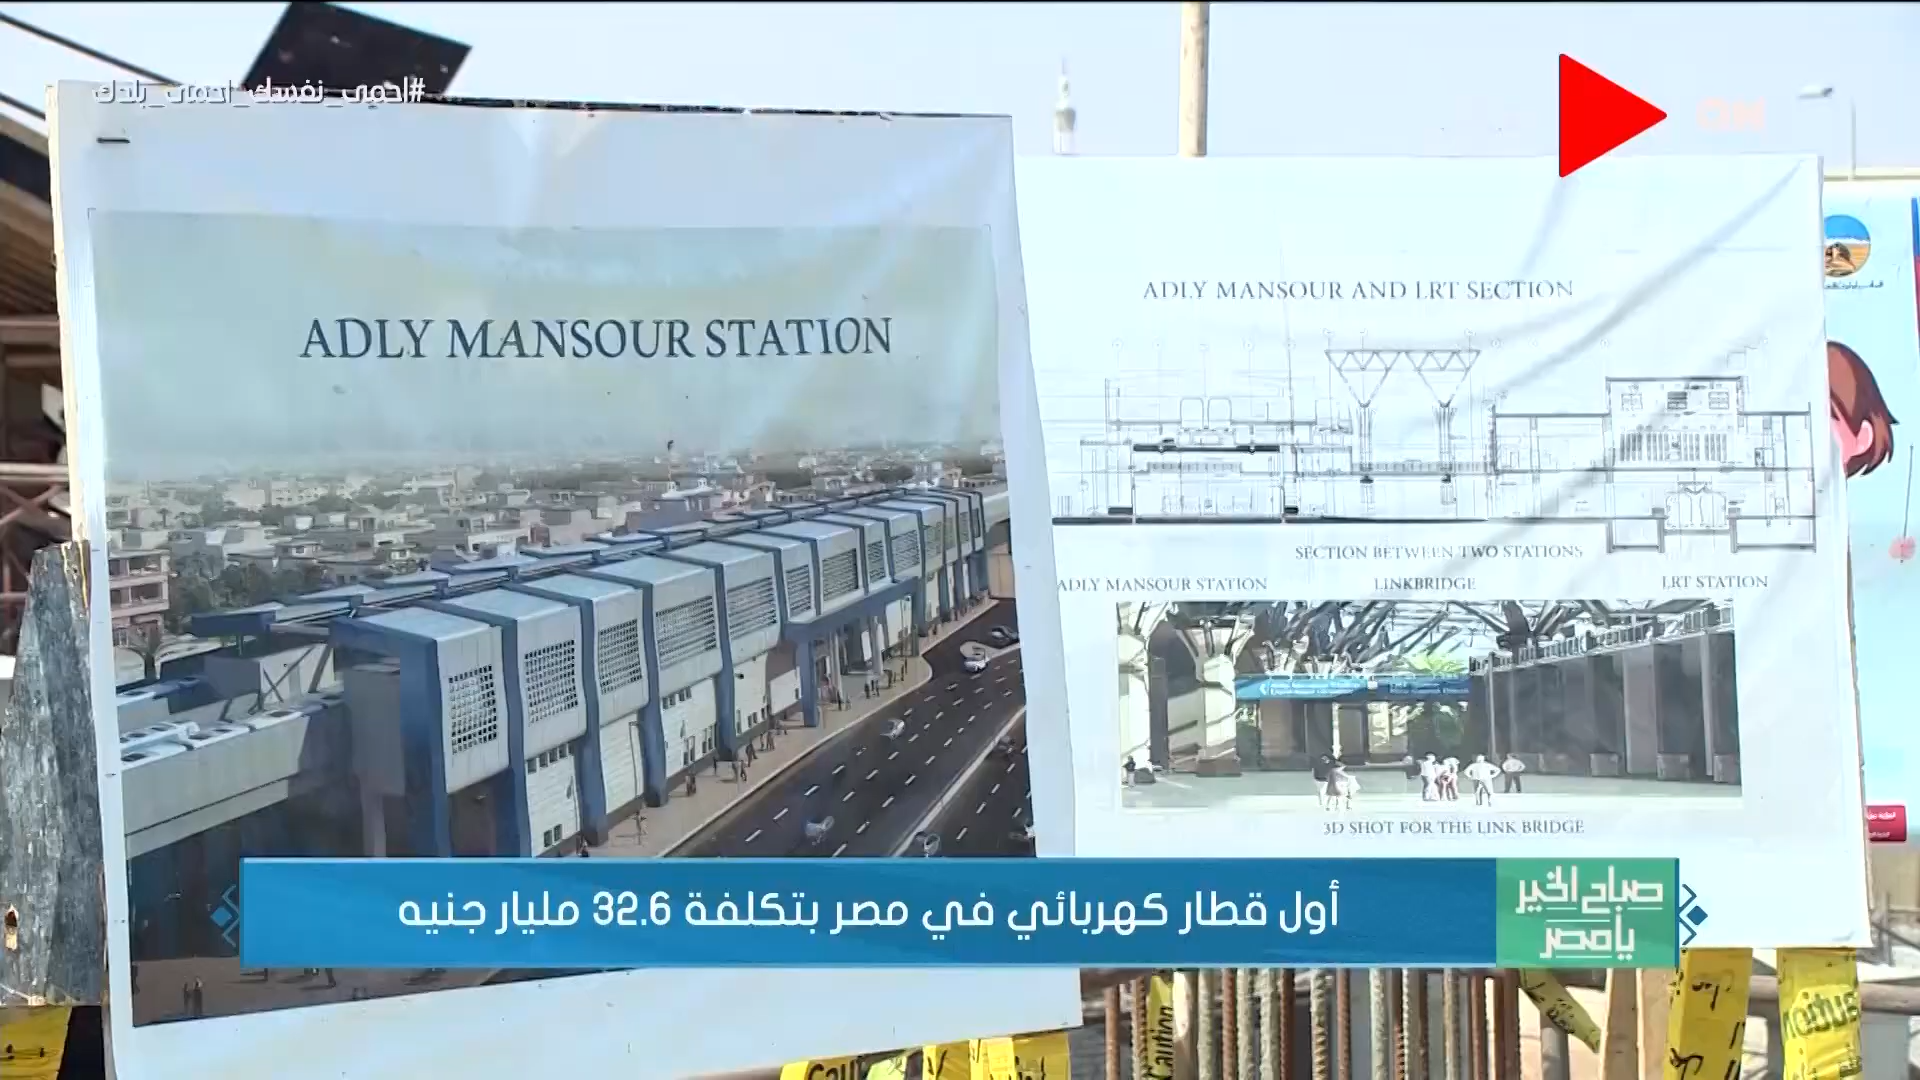 #احمي_نفسك_احمي_بلدك
ON
ADLY MANSOUR STATION
ADLY MANSOUR AND LRT SECTION
SECTION BETWEEN TWO STATIONS
ADLY MANSOUR STATION
LINKBRIDGE
LRT STATION
3D SHOT FOR THE LINK BRIDGE
أول قطار كهربائي في مصر بتكلفة 32.6 مليار جنيه
صباح الخير
يا مصر
Caution
Caution